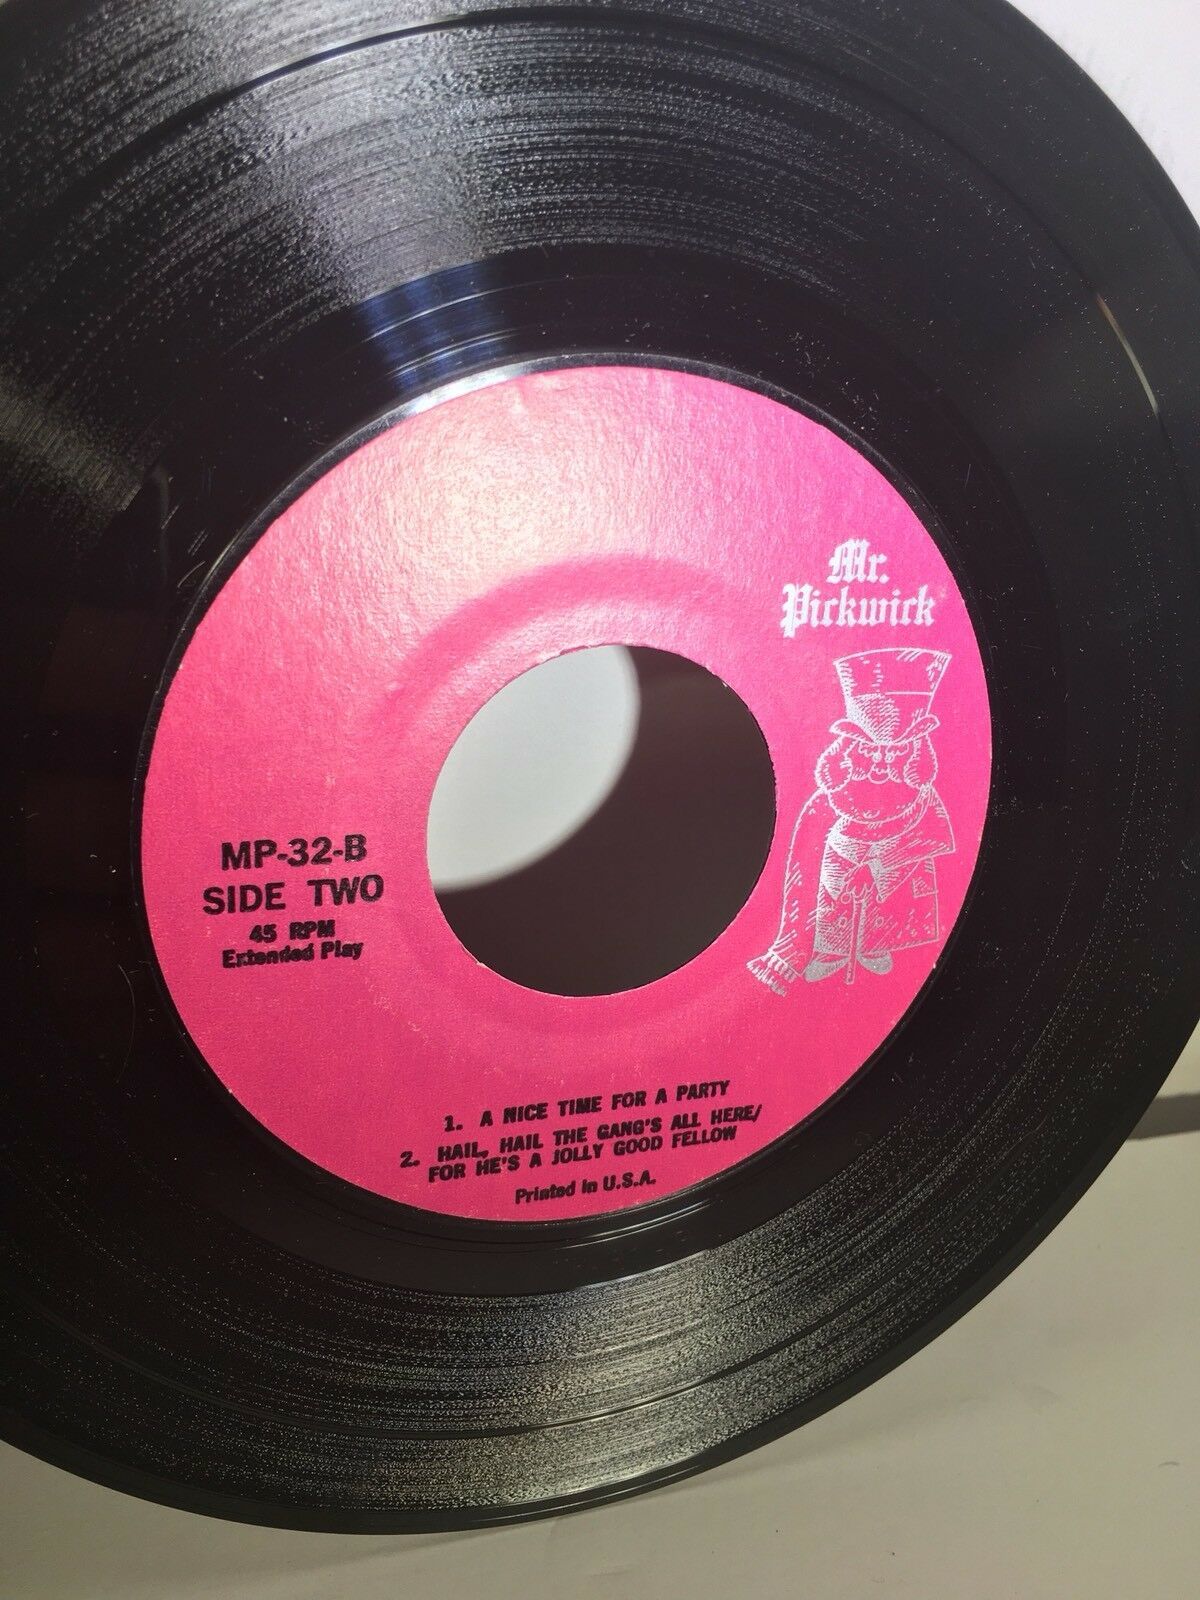 Mr.
Pickwick
MP-32-B
SIDE TWO
45 RPM
Extended Play
1. A NICE TIME FOR A PARTY
2. HAIL, HAIL THE GANG'S ALL HERE/
FOR HE'S A JOLLY GOOD FELLOW
Printed in U.S.A.